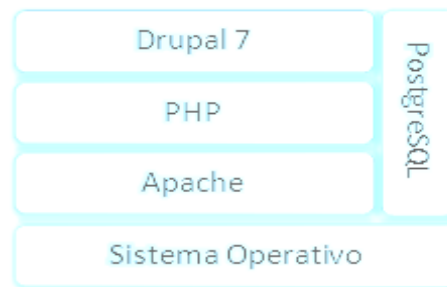 Drupal 7
PHP
Apache
PostgreSQL
Sistema Operativo